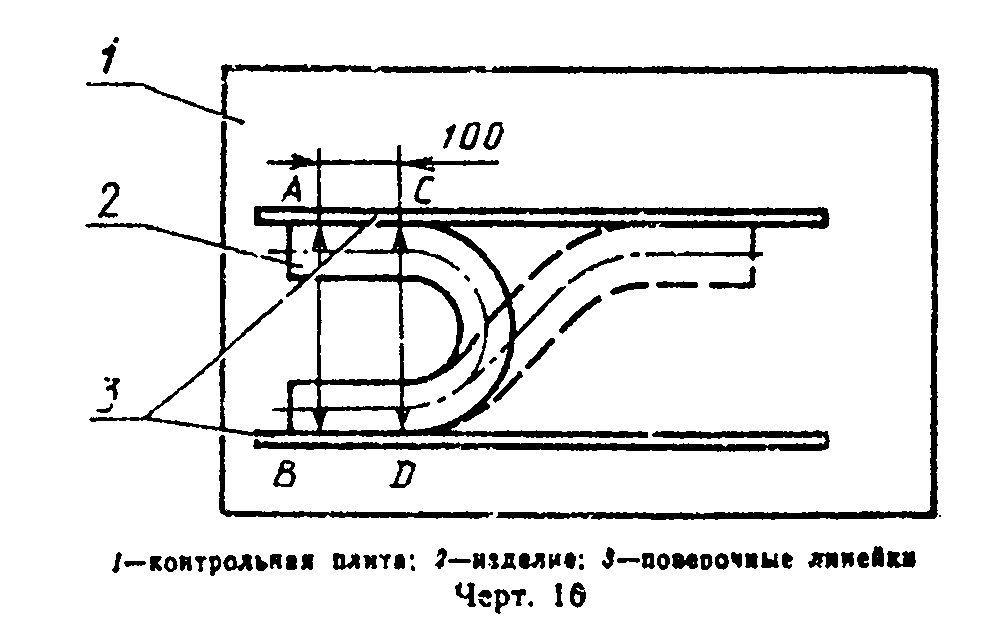 1
100
A C
2
3
B D
1—контрольная плита; 2—изделие; 3—поверочные линейки
Черт. 16